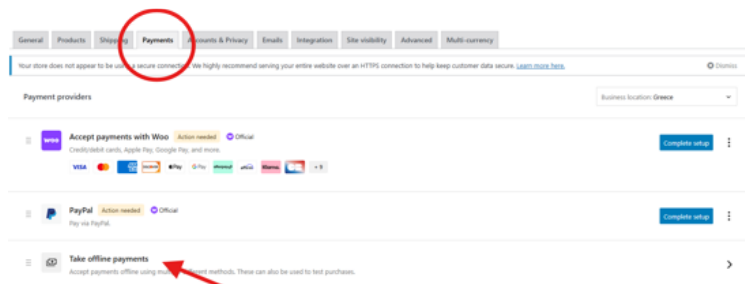 General Products Shipping Payments Accounts & Privacy Emails Integration Site visibility Advanced Multi-currency
Your store does not appear to be using a secure connection. We highly recommend serving your entire website over an HTTPS connection to help keep customer data secure. Learn more here. Dismiss
Payment providers Business location: Greece
WOO Accept payments with Woo Action needed Official Complete setup
Credit/debit cards, Apple Pay, Google Pay, and more.
VISA Pay G Pay Klarna. + 9
PayPal Action needed Official Complete setup
Pay via PayPal.
Take offline payments
Accept payments offline using multiple different methods. These can also be used to test purchases.